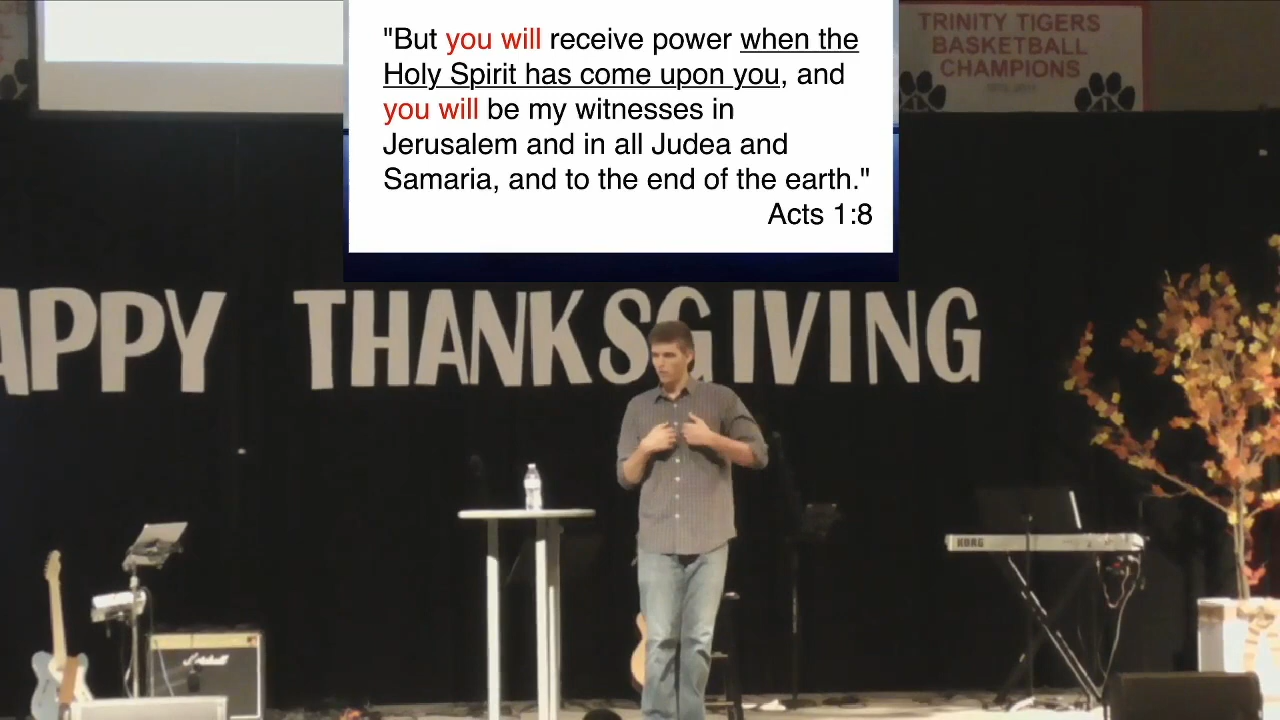 "But you will receive power when the
Holy Spirit has come upon you, and
you will be my witnesses in
Jerusalem and in all Judea and
Samaria, and to the end of the earth."
Acts 1:8
TRINITY TIGERS
BASKETBALL
CHAMPIONS
APPY THANKSGIVING
KORG
Marshall